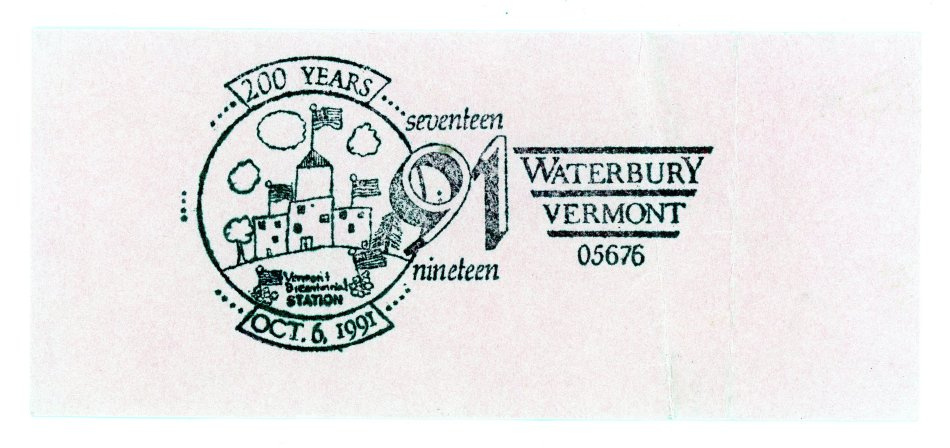 200 YEARS
seventeen
91
nineteen
WATERBURY
VERMONT
05676
Vermont
Bicentennial
STATION
OCT. 6, 1991